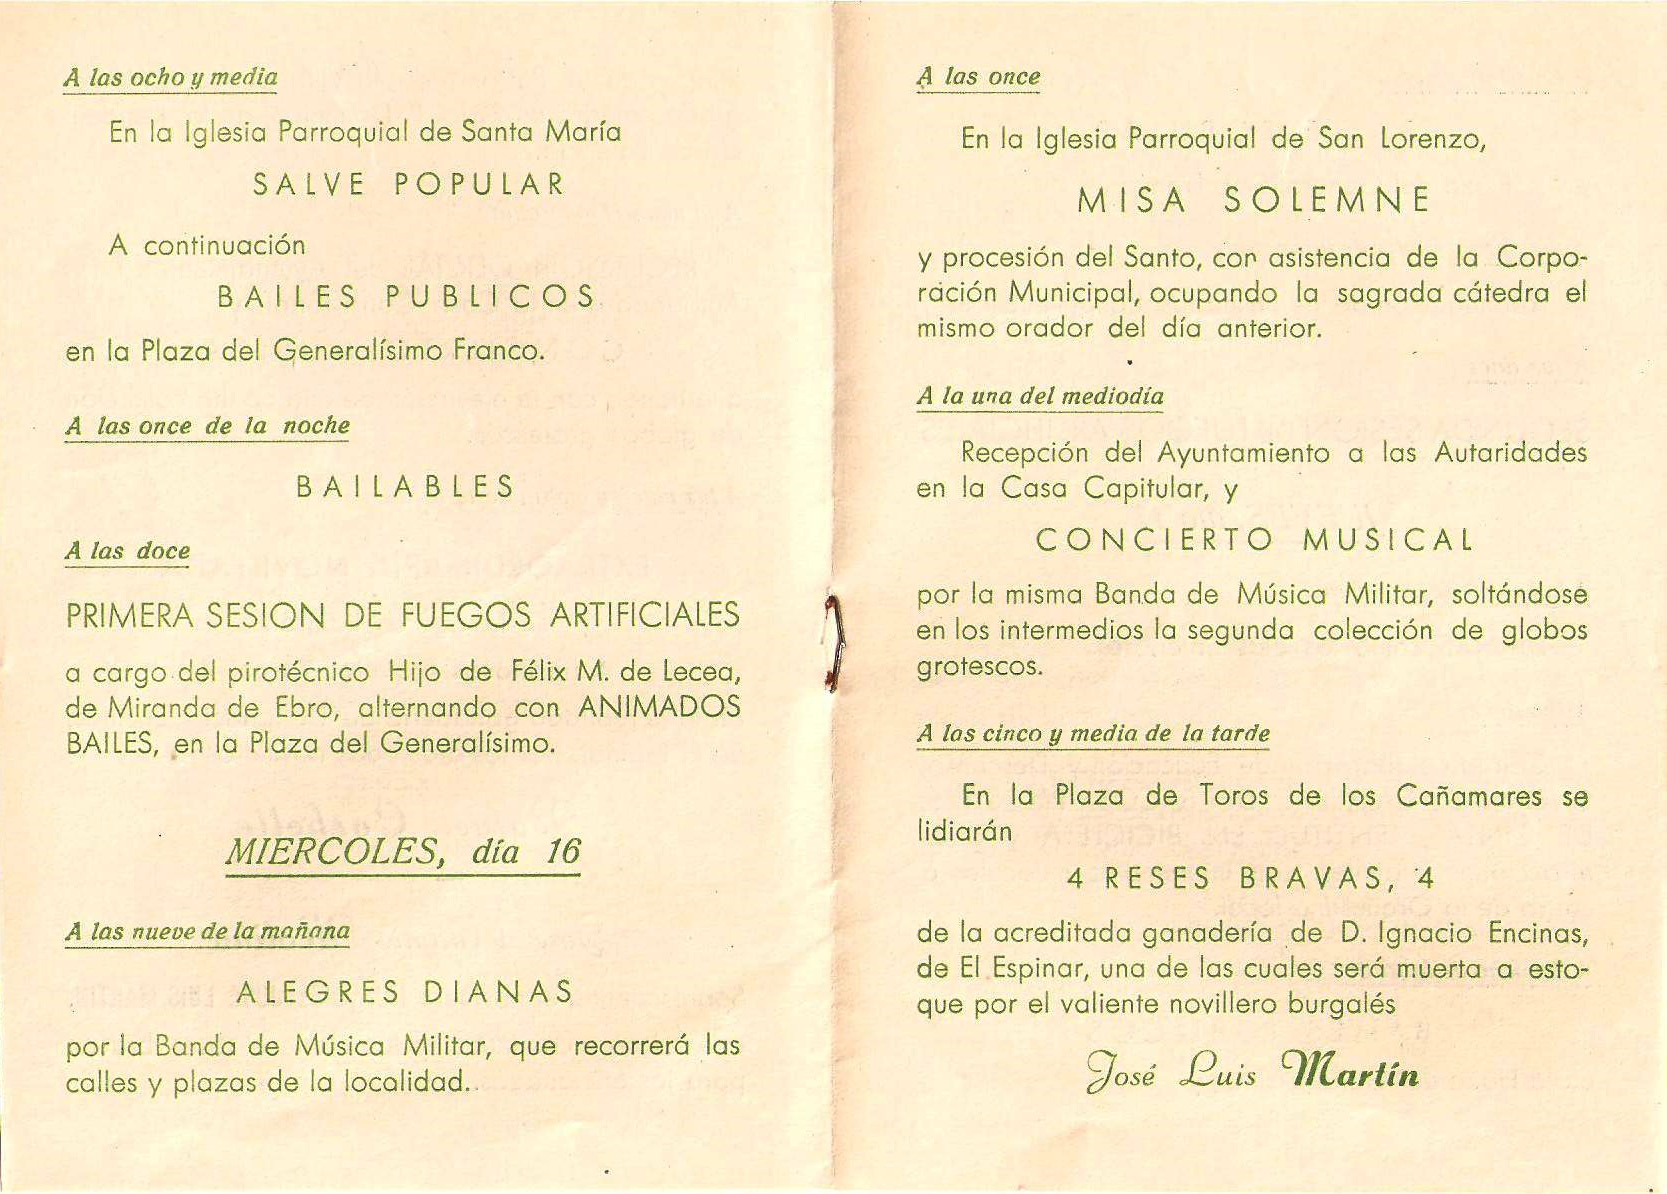 A las ocho y media
En la Iglesia Parroquial de Santa María
SALVE POPULAR
A continuación
BAILES PUBLICOS
en la Plaza del Generalísimo Franco.
A las once de la noche
BAILABLES
A las doce
PRIMERA SESION DE FUEGOS ARTIFICIALES
a cargo del pirotécnico Hijo de Félix M. de Lecea,
de Miranda de Ebro, alternando con ANIMADOS
BAILES, en la Plaza del Generalísimo.
MIERCOLES, día 16
A las nueve de la mañana
ALEGRES DIANAS
por la Banda de Música Militar, que recorrerá las
calles y plazas de la localidad.
A las once
En la Iglesia Parroquial de San Lorenzo,
MISA SOLEMNE
y procesión del Santo, con asistencia de la Corpo-
ración Municipal, ocupando la sagrada cátedra el
mismo orador del día anterior.
A la una del mediodía
Recepción del Ayuntamiento a las Autaridades
en la Casa Capitular, y
CONCIERTO MUSICAL
por la misma Banda de Música Militar, soltándose
en los intermedios la segunda colección de globos
grotescos.
A las cinco y media de la tarde
En la Plaza de Toros de los Cañamares se
lidiarán
4 RESES BRAVAS, 4
de la acreditada ganadería de D. Ignacio Encinas,
de El Espinar, una de las cuales será muerta a esto-
que por el valiente novillero burgalés
José Luis Martín